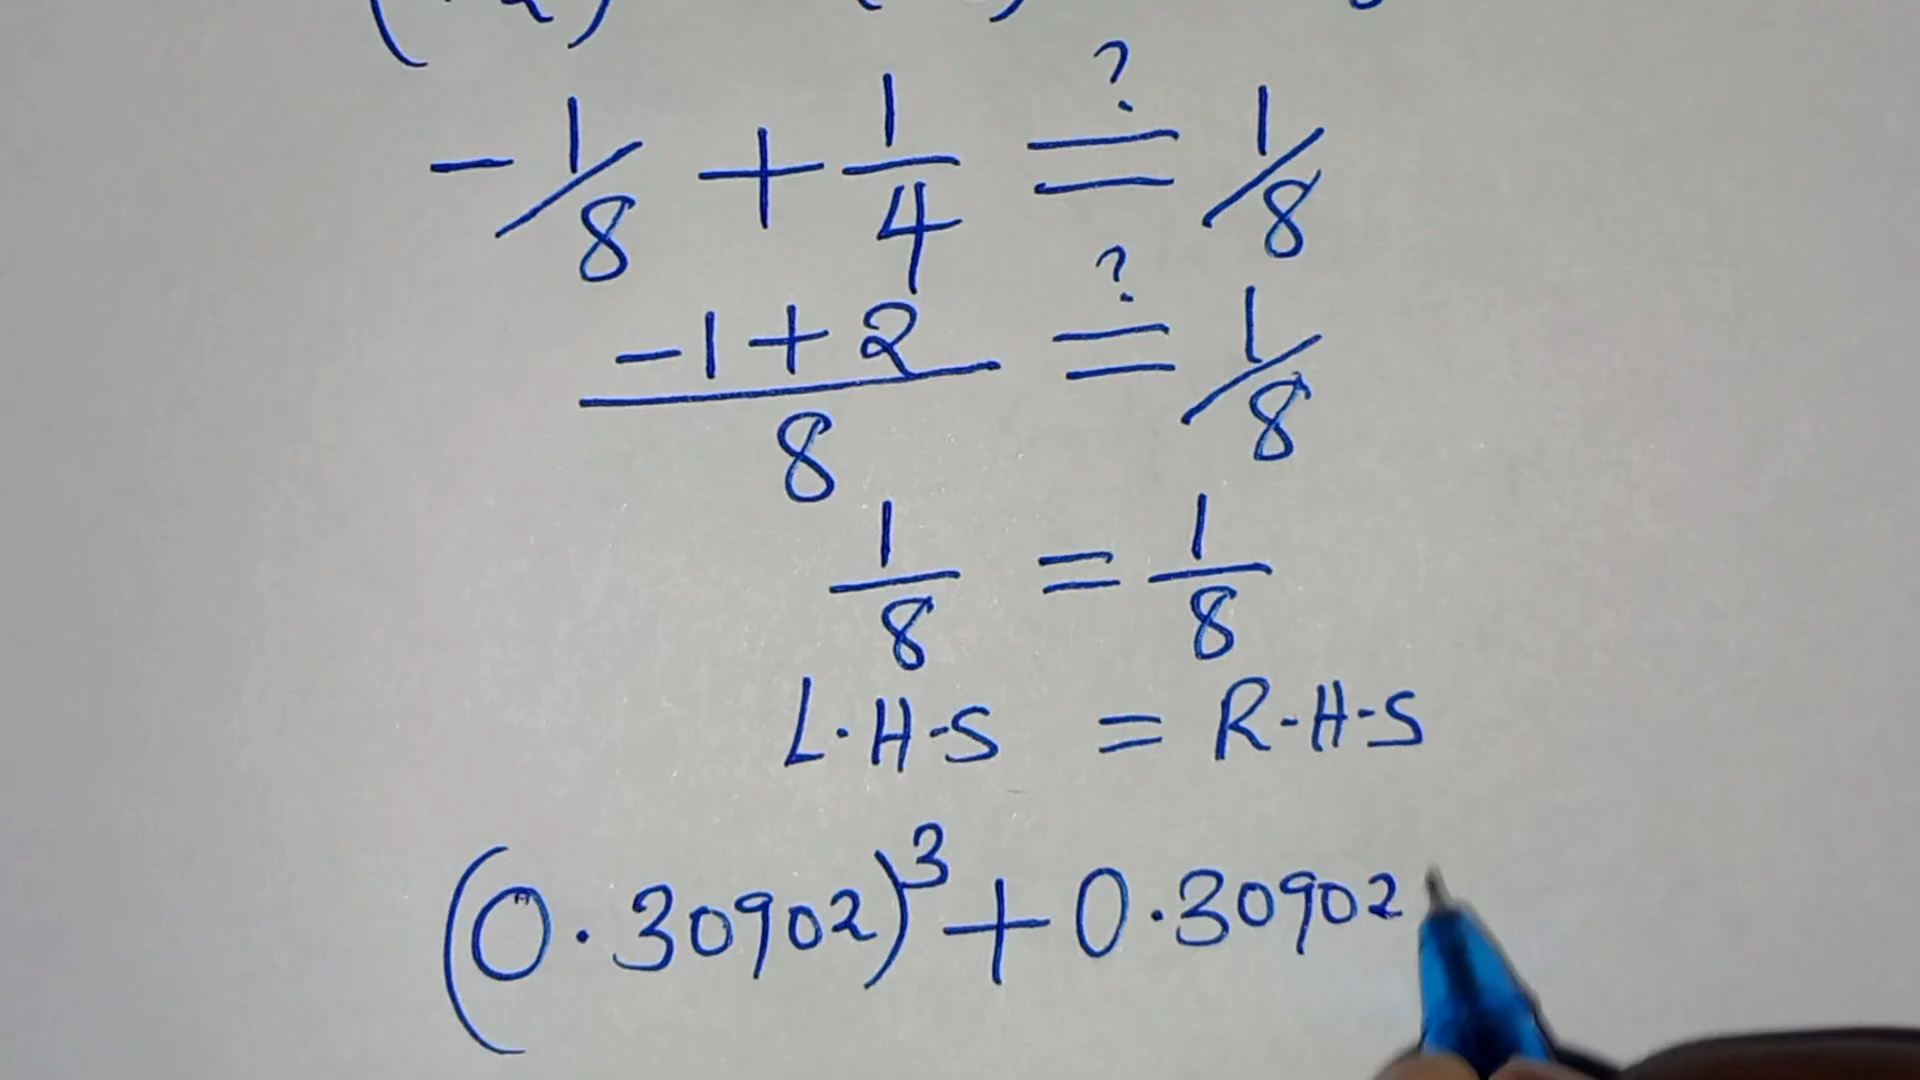 -1/8 + 1/4 =? 1/8
(-1+2)/8 =? 1/8
1/8 = 1/8
L.H-S = R-H-S
(0.30902)³ + 0.30902